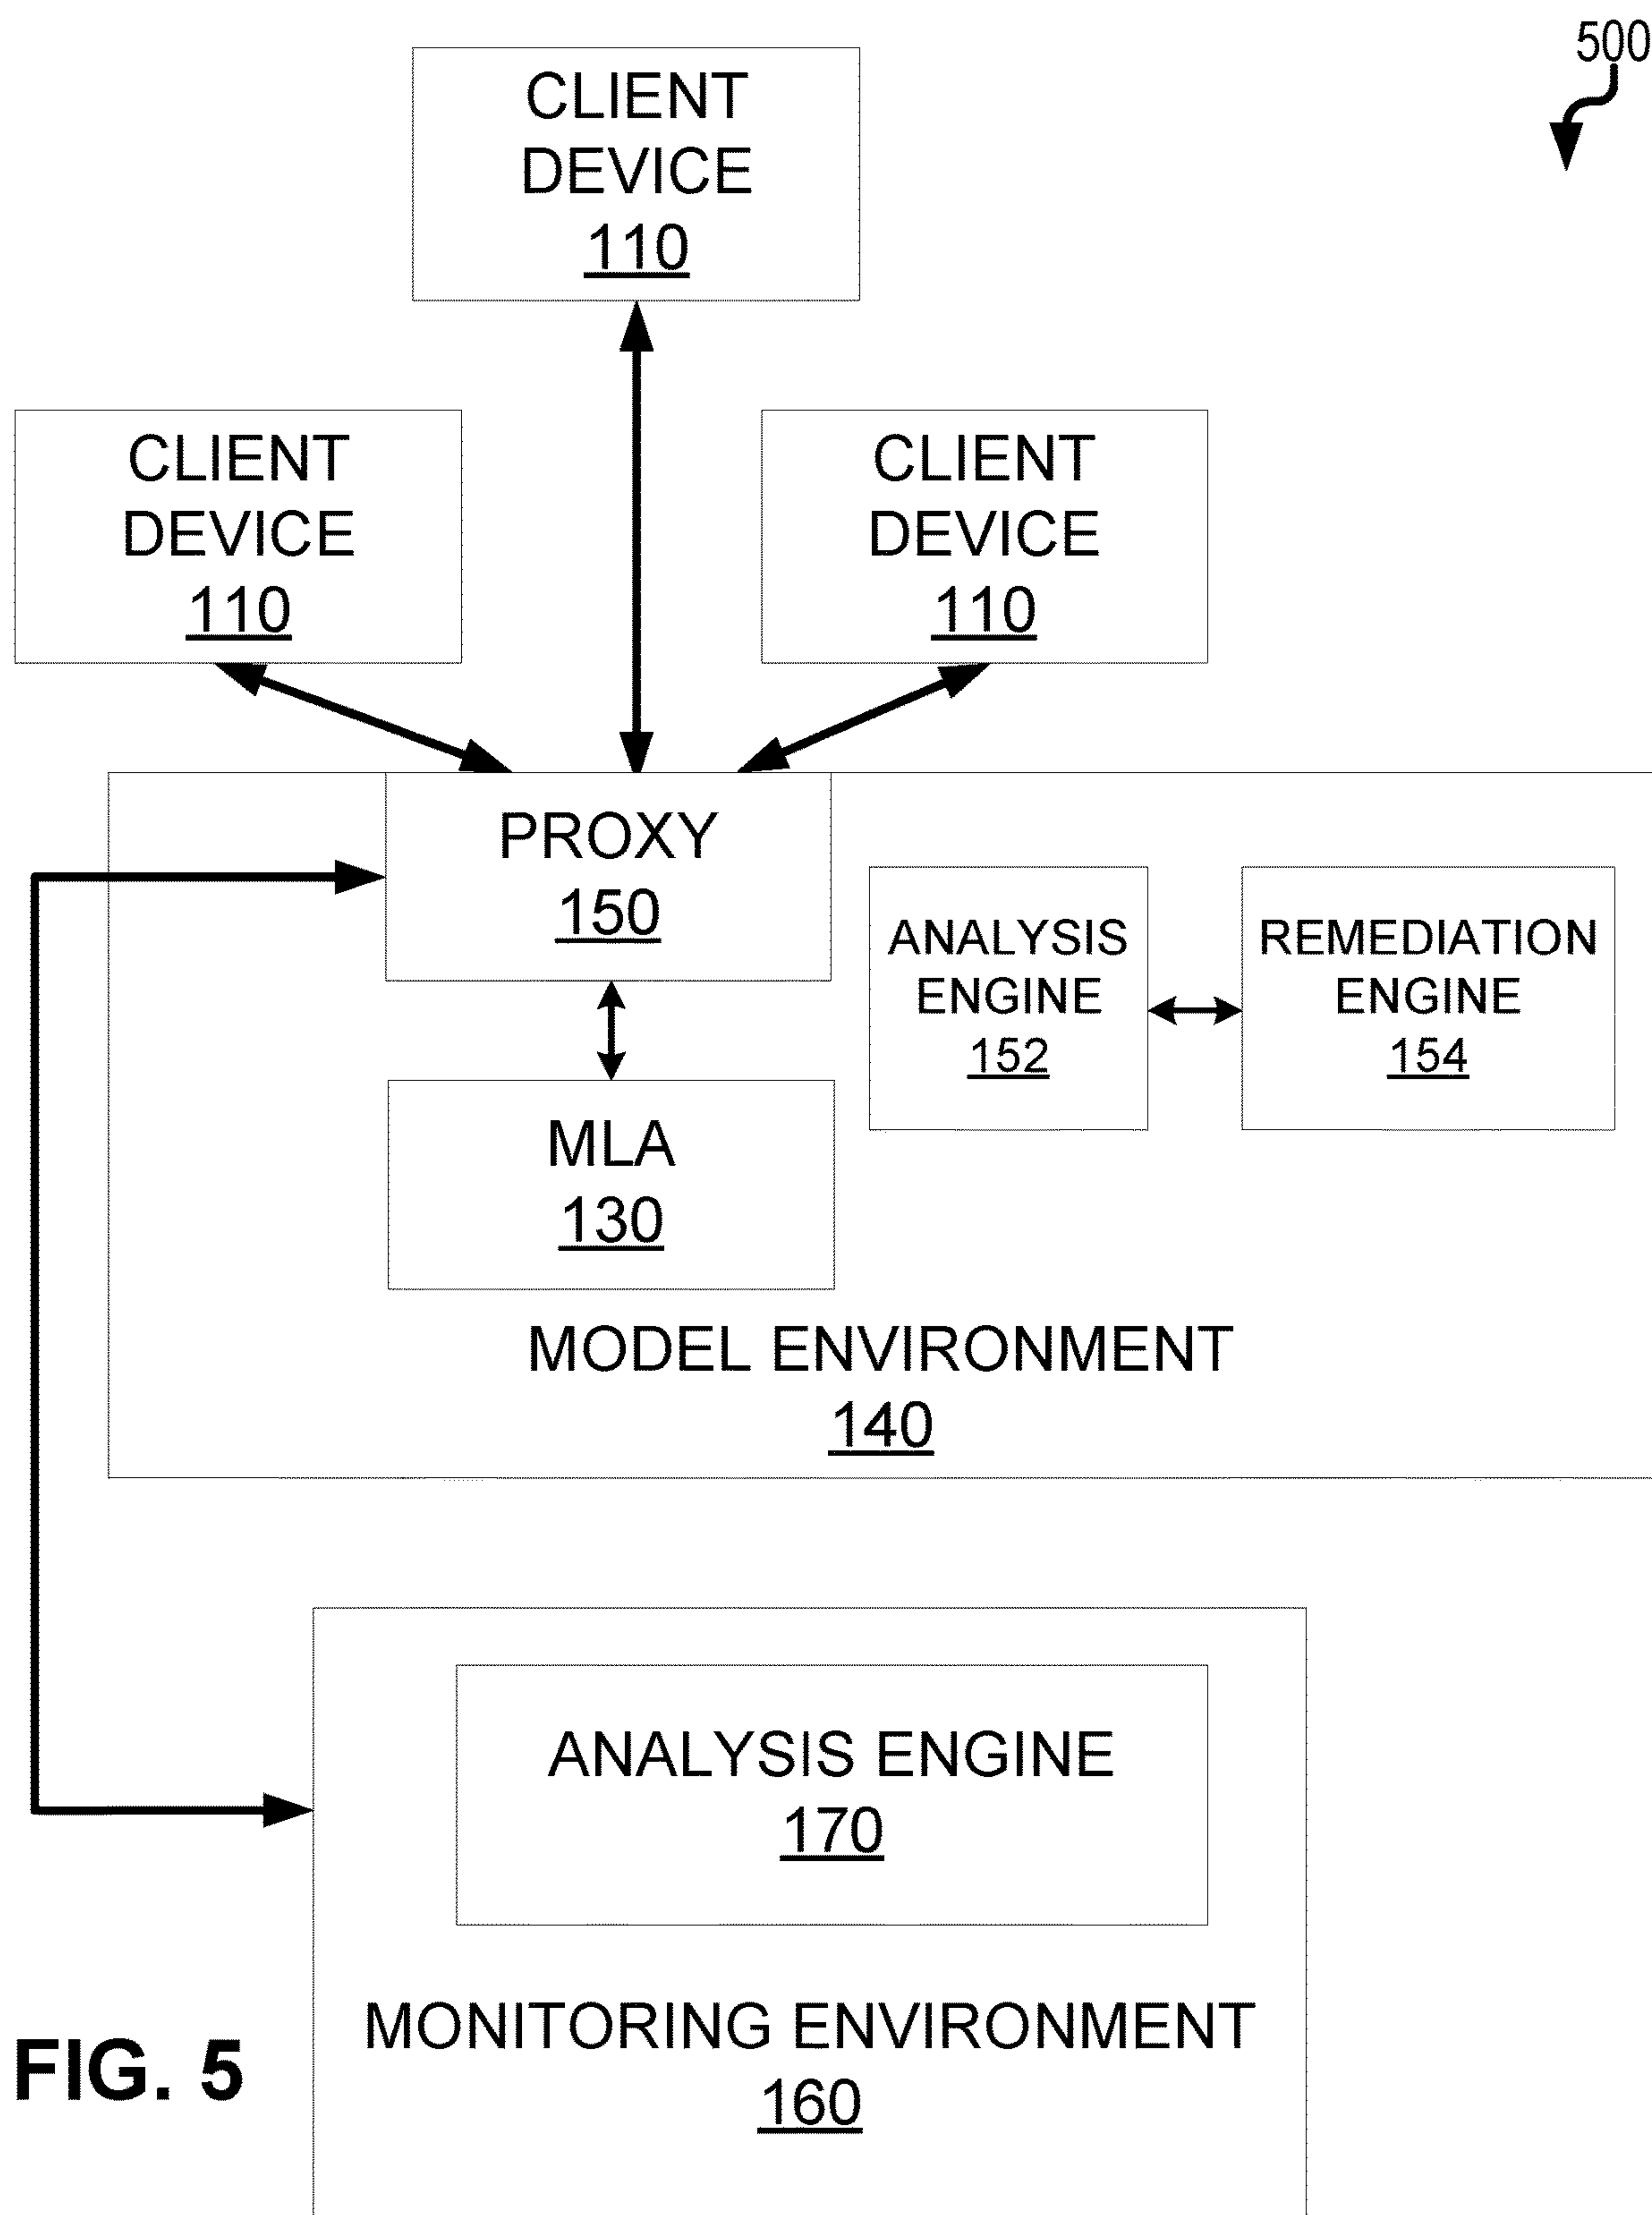 500
CLIENT
DEVICE
110
CLIENT
DEVICE
110
CLIENT
DEVICE
110
PROXY
150
ANALYSIS
ENGINE
152
REMEDIATION
ENGINE
154
MLA
130
MODEL ENVIRONMENT
140
ANALYSIS ENGINE
170
MONITORING ENVIRONMENT
160
FIG. 5